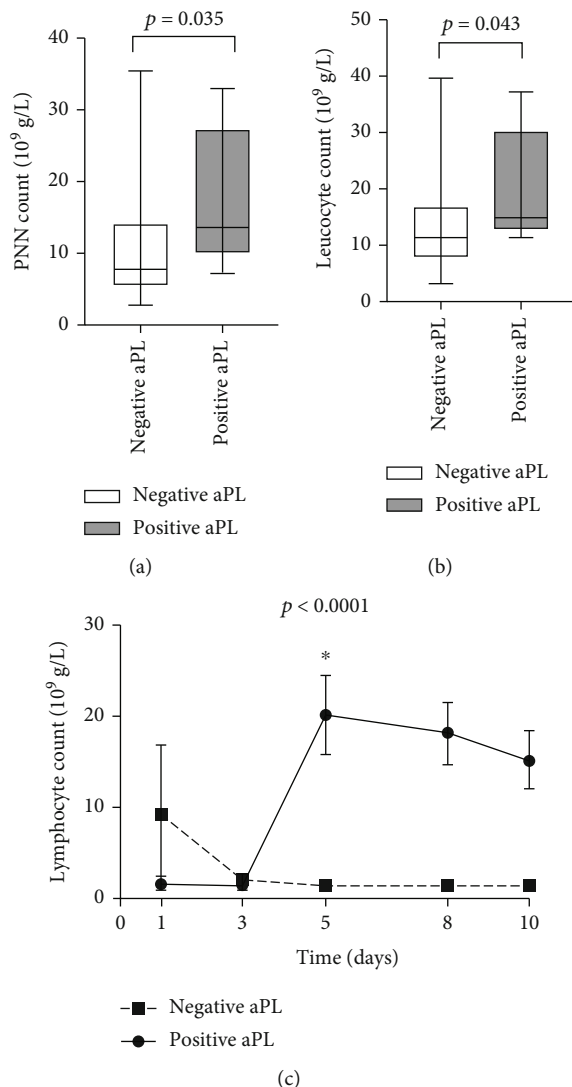 p = 0.035
PNN count (10⁹ g/L)
40
30
20
10
0
Negative aPL
Positive aPL
Negative aPL
Positive aPL
(a)
p = 0.043
Leucocyte count (10⁹ g/L)
50
40
30
20
10
0
Negative aPL
Positive aPL
Negative aPL
Positive aPL
(b)
p < 0.0001
Lymphocyte count (10⁹ g/L)
30
20
10
0
*
0 1 3 5 8 10
Time (days)
Negative aPL
Positive aPL
(c)